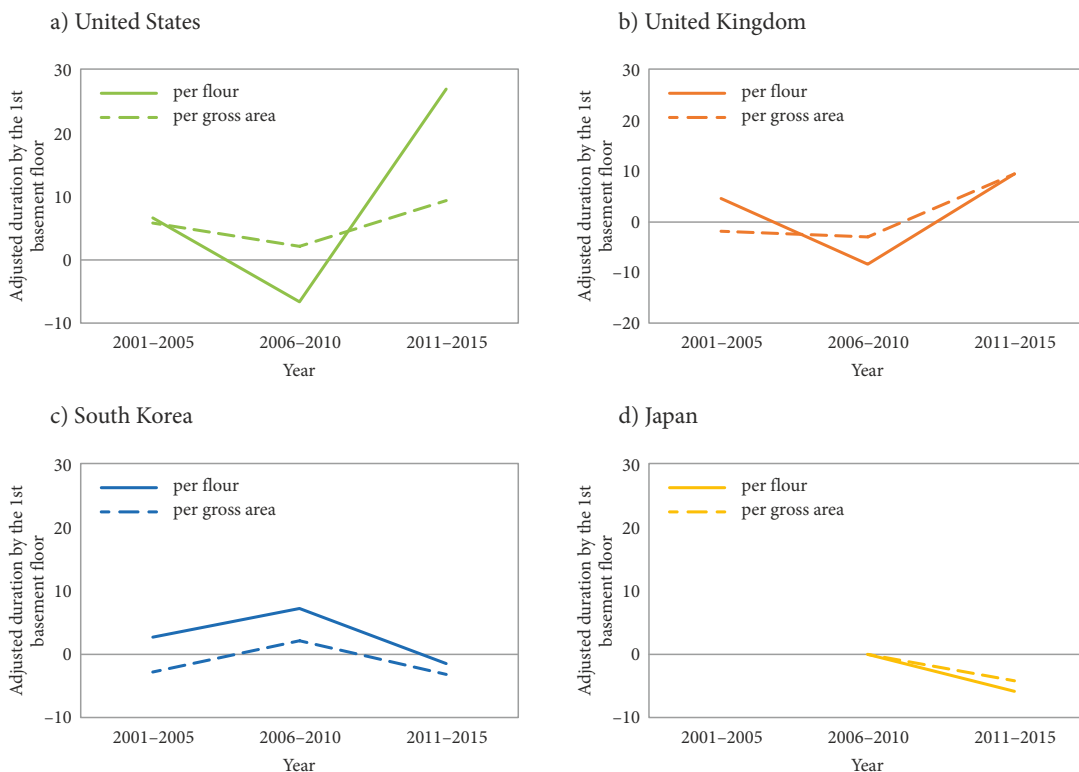 a) United States
Adjusted duration by the 1st
basement floor
30
20
10
0
–10
per flour
per gross area
2001–2005
2006–2010
2011–2015
Year
b) United Kingdom
Adjusted duration by the 1st
basement floor
30
20
10
0
–10
–20
per flour
per gross area
2001–2005
2006–2010
2011–2015
Year
c) South Korea
Adjusted duration by the 1st
basement floor
30
20
10
0
–10
per flour
per gross area
2001–2005
2006–2010
2011–2015
Year
d) Japan
Adjusted duration by the 1st
basement floor
30
20
10
0
–10
per flour
per gross area
2001–2005
2006–2010
2011–2015
Year